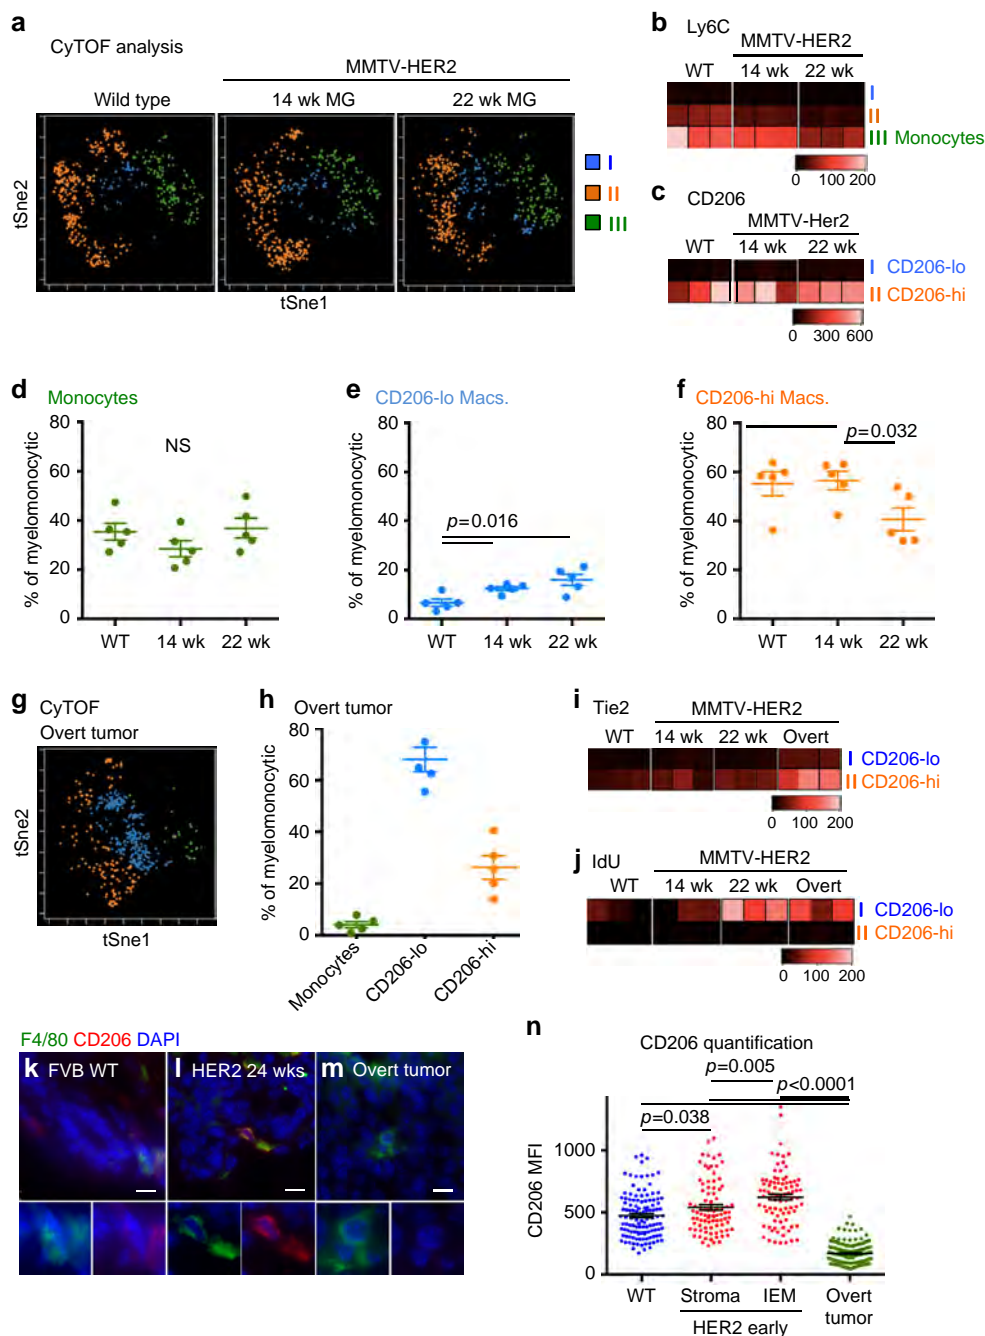 a
CyTOF analysis
MMTV-HER2
Wild type 14 wk MG 22 wk MG
tSne2
tSne1
I
II
III
b Ly6C
MMTV-HER2
WT 14 wk 22 wk
I
II
III Monocytes
0 100 200
c CD206
MMTV-Her2
WT 14 wk 22 wk
I CD206-lo
II CD206-hi
0 300 600
d Monocytes
% of myelomonocytic
80
60
40
20
0
NS
WT 14 wk 22 wk
e CD206-lo Macs.
% of myelomonocytic
80
60
40
20
0
p=0.016
WT 14 wk 22 wk
f CD206-hi Macs.
% of myelomonocytic
80
60
40
20
0
p=0.032
WT 14 wk 22 wk
g CyTOF
Overt tumor
tSne2
tSne1
h Overt tumor
% of myelomonocytic
80
60
40
20
0
Monocytes CD206-lo CD206-hi
i Tie2 MMTV-HER2
WT 14 wk 22 wk Overt
I CD206-lo
II CD206-hi
0 100 200
j IdU MMTV-HER2
WT 14 wk 22 wk Overt
I CD206-lo
II CD206-hi
0 100 200
F4/80 CD206 DAPI
k FVB WT
l HER2 24 wks
m Overt tumor
n
CD206 quantification
p=0.005
p<0.0001
p=0.038
CD206 MFI
1000
500
0
WT Stroma IEM Overt tumor
HER2 early